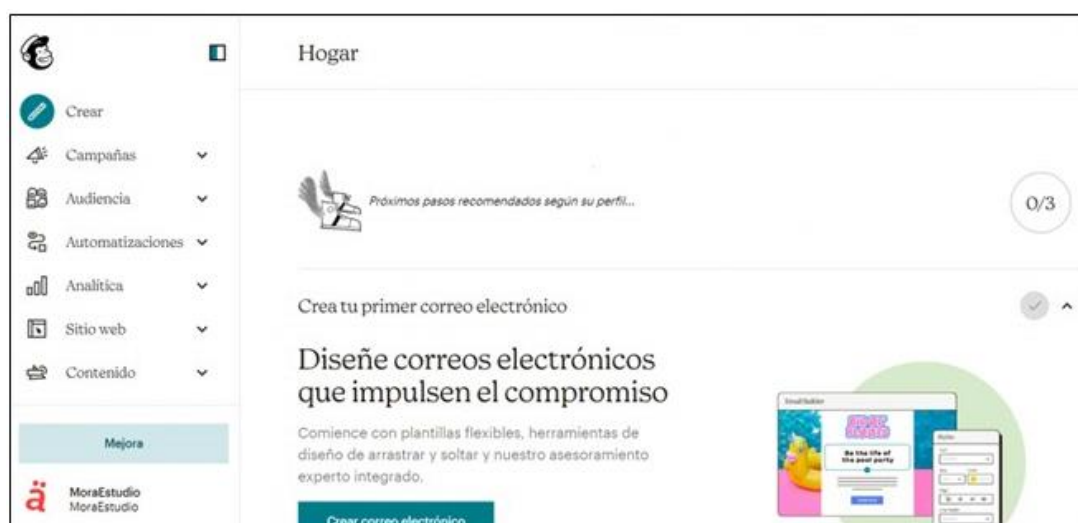 Hogar
Crear
Campañas
Audiencia
Automatizaciones
Analítica
Sitio web
Contenido
Mejora
ä
MoraEstudio
MoraEstudio
Próximos pasos recomendados según su perfil...
0/3
Crea tu primer correo electrónico
Diseñe correos electrónicos
que impulsen el compromiso
Comience con plantillas flexibles, herramientas de
diseño de arrastrar y soltar y nuestro asesoramiento
experto integrado.
Crear correo electrónico
Email Builder
Be the life of
the pool party